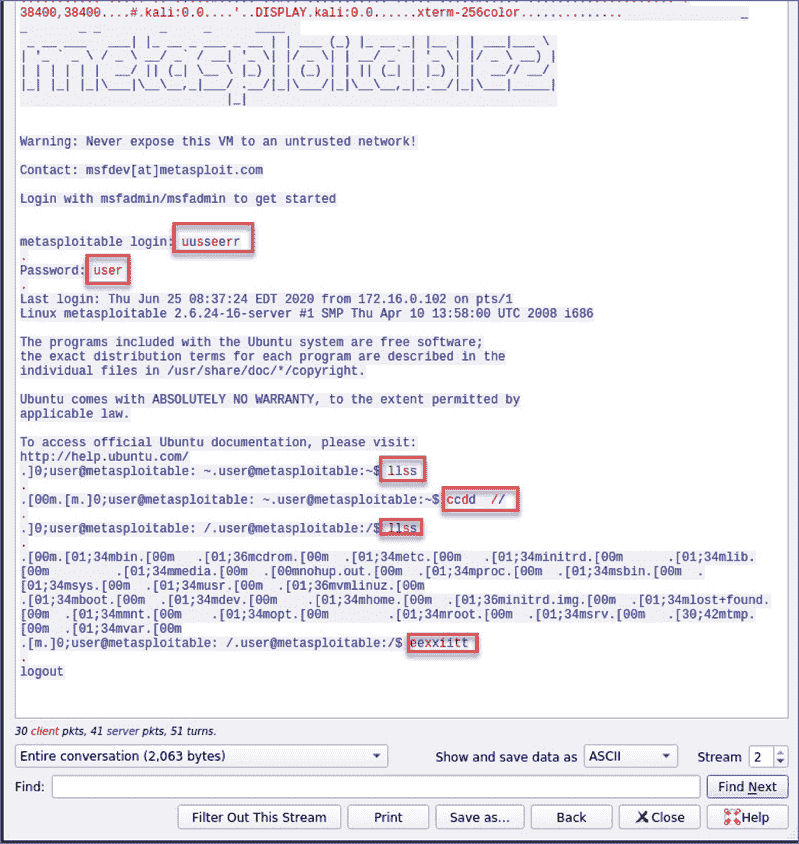 38400,38400....#.kali:0.0....'..DISPLAY.kali:0.0......xterm-256color..............
Warning: Never expose this VM to an untrusted network!
Contact: msfdev[at]metasploit.com
Login with msfadmin/msfadmin to get started
metasploitable login: uusseerr
.
Password: user
.
Last login: Thu Jun 25 08:37:24 EDT 2020 from 172.16.0.102 on pts/1
Linux metasploitable 2.6.24-16-server #1 SMP Thu Apr 10 13:58:00 UTC 2008 i686
The programs included with the Ubuntu system are free software;
the exact distribution terms for each program are described in the
individual files in /usr/share/doc/*/copyright.
Ubuntu comes with ABSOLUTELY NO WARRANTY, to the extent permitted by
applicable law.
To access official Ubuntu documentation, please visit:
http://help.ubuntu.com/
.]0;user@metasploitable: ~.user@metasploitable:~$ llss
.
.[00m.[m.]0;user@metasploitable: ~.user@metasploitable:~$ ccdd  //
.
.]0;user@metasploitable: /.user@metasploitable:/$ llss
.
.[00m.[01;34mbin.[00m   .[01;36mcdrom.[00m  .[01;34metc.[00m   .[01;34minitrd.[00m      .[01;34mlib.
[00m         .[01;34mmedia.[00m  .[00mnohup.out.[00m  .[01;34mproc.[00m  .[01;34msbin.[00m  .
[01;34msys.[00m  .[01;34musr.[00m  .[01;36mvmlinuz.[00m
.[01;34mboot.[00m  .[01;34mdev.[00m    .[01;34mhome.[00m  .[01;36minitrd.img.[00m  .[01;34mlost+found.
[00m  .[01;34mmnt.[00m    .[01;34mopt.[00m        .[01;34mroot.[00m  .[01;34msrv.[00m  .[30;42mtmp.
[00m  .[01;34mvar.[00m
.[m.]0;user@metasploitable: /.user@metasploitable:/$ eexxiitt
.
logout
30 client pkts, 41 server pkts, 51 turns.
Entire conversation (2,063 bytes) Show and save data as ASCII Stream 2
Find: Find Next
Filter Out This Stream Print Save as... Back Close Help